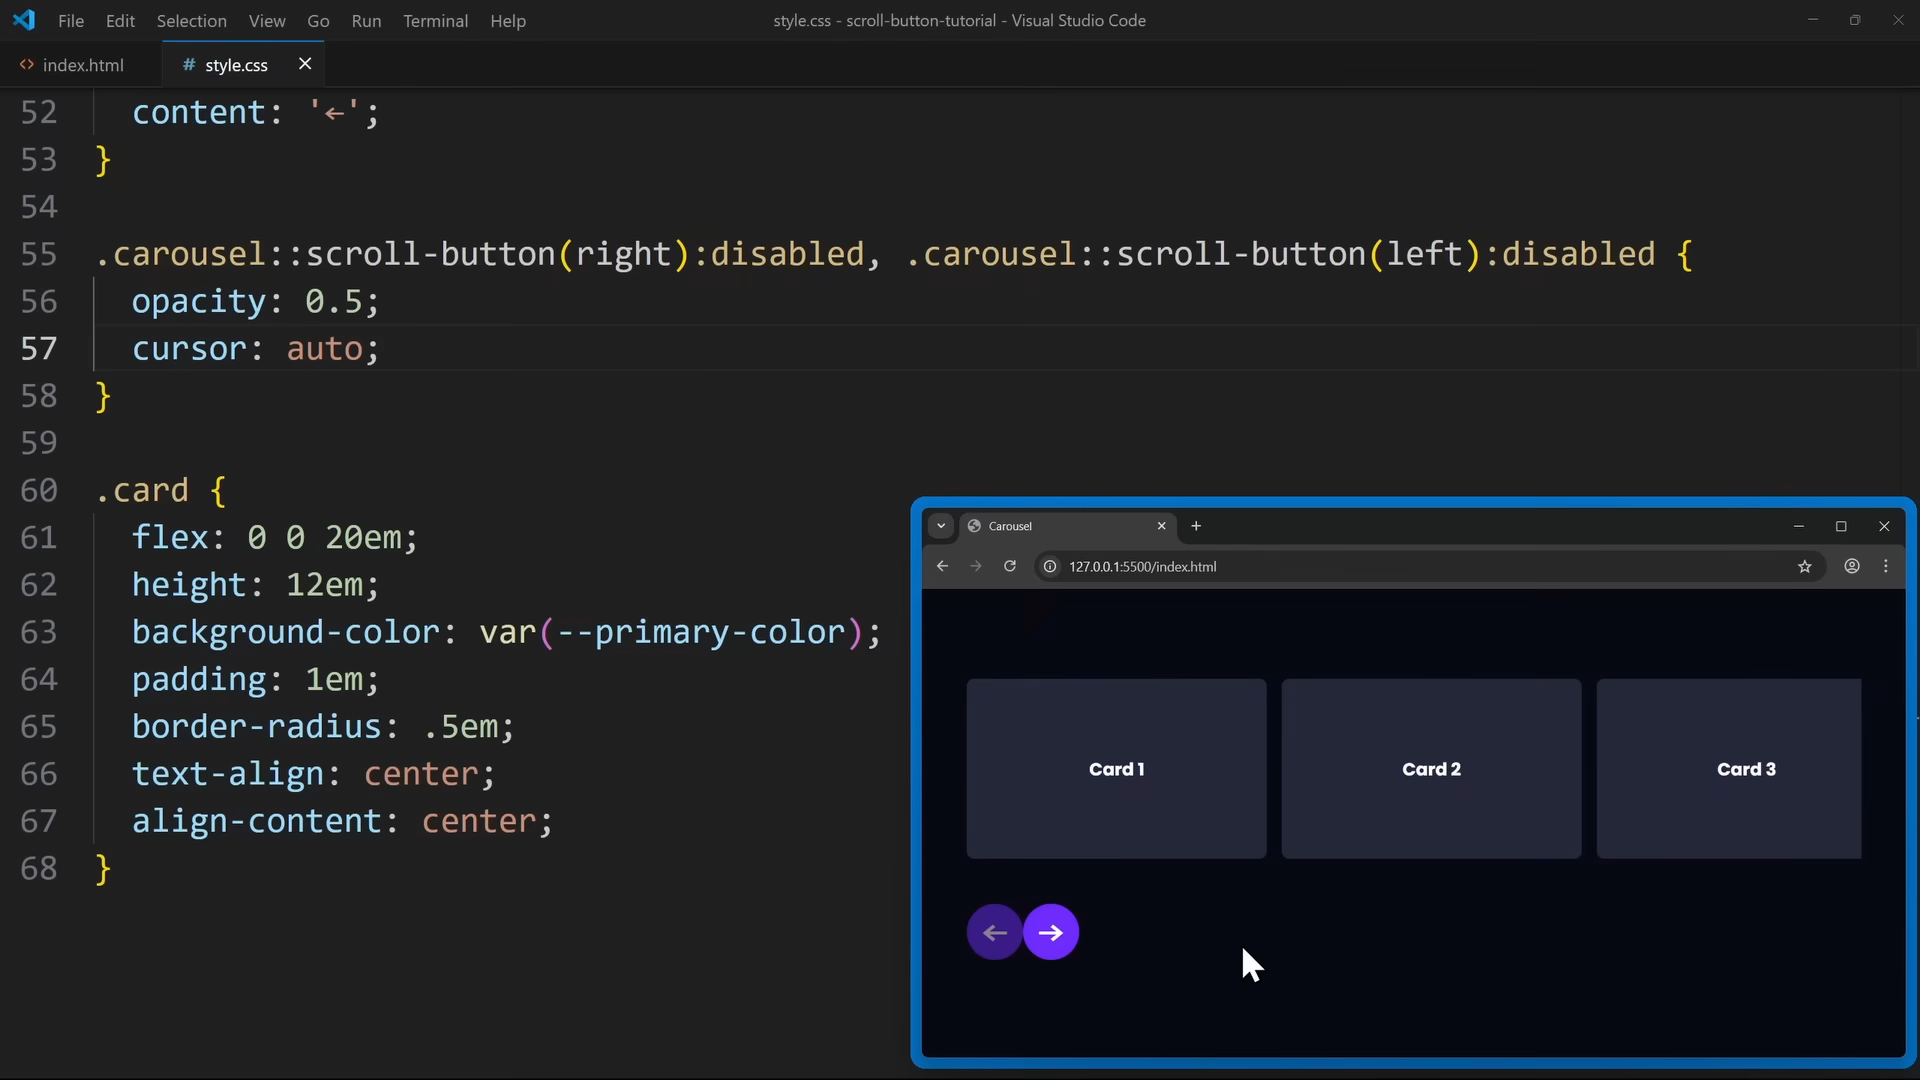 File Edit Selection View Go Run Terminal Help
style.css - scroll-button-tutorial - Visual Studio Code
<> index.html
# style.css ×
52 content: '←';
53 }
54
55 .carousel::scroll-button(right):disabled, .carousel::scroll-button(left):disabled {
56 opacity: 0.5;
57 cursor: auto;
58 }
59
60 .card {
61 flex: 0 0 20em;
62 height: 12em;
63 background-color: var(--primary-color);
64 padding: 1em;
65 border-radius: .5em;
66 text-align: center;
67 align-content: center;
68 }
Carousel
127.0.0.1:5500/index.html
Card 1
Card 2
Card 3
← →